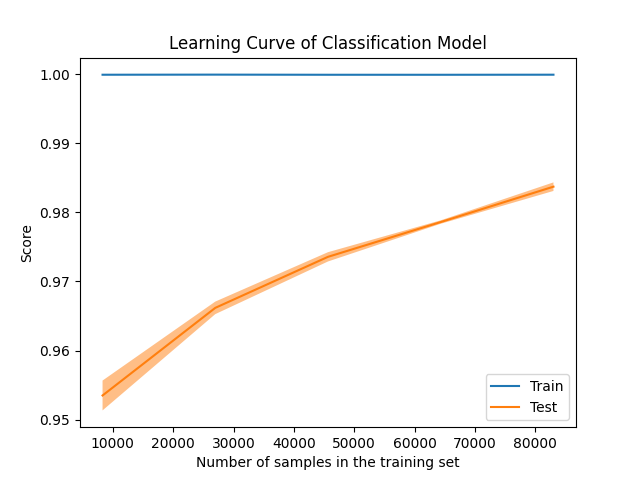 Learning Curve of Classification Model
1.00
0.99
0.98
0.97
0.96
0.95
Score
Train
Test
10000 20000 30000 40000 50000 60000 70000 80000
Number of samples in the training set